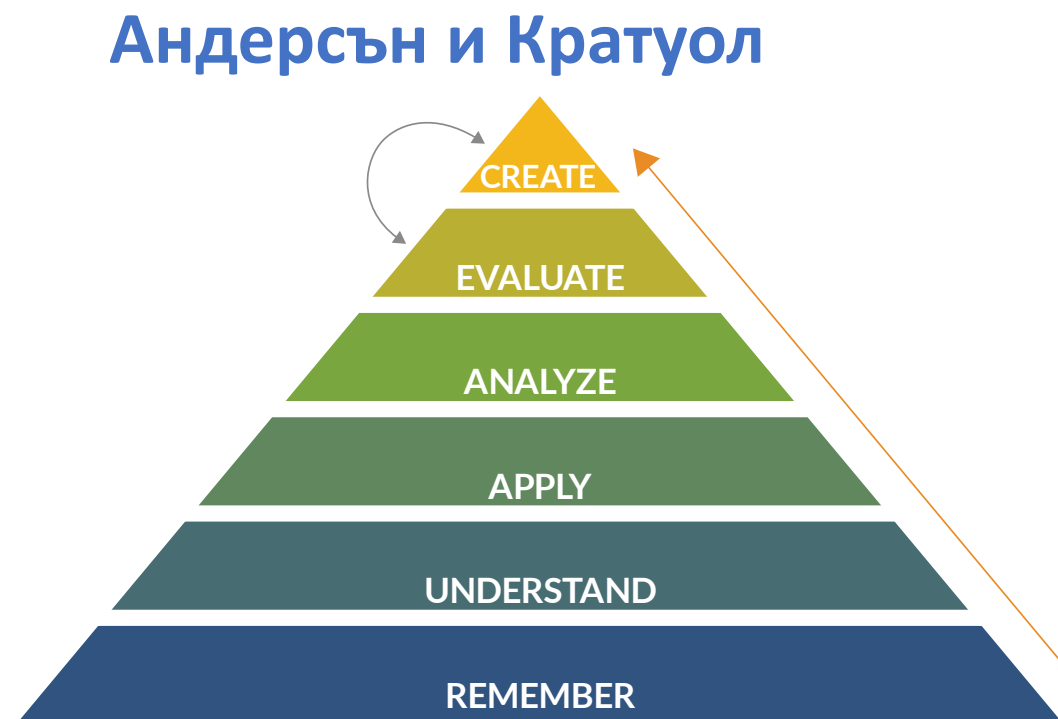 Андерсън и Кратуол
CREATE
EVALUATE
ANALYZE
APPLY
UNDERSTAND
REMEMBER